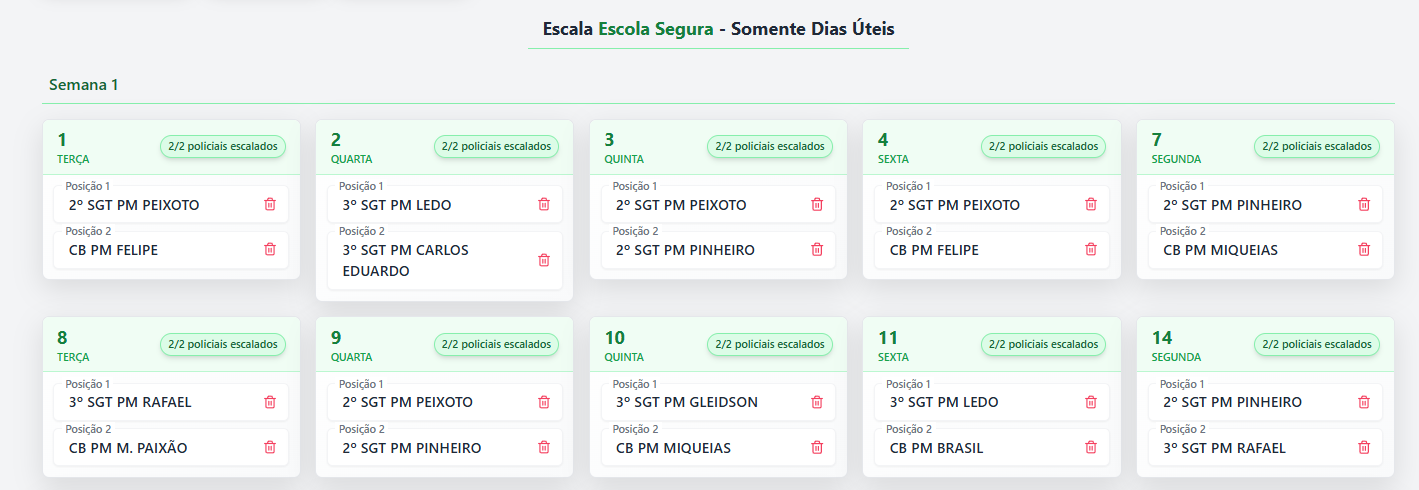 Escala Escola Segura - Somente Dias Úteis
Semana 1
1
TERÇA
2/2 policiais escalados
Posição 1
2º SGT PM PEIXOTO
Posição 2
CB PM FELIPE
2
QUARTA
2/2 policiais escalados
Posição 1
3º SGT PM LEDO
Posição 2
3º SGT PM CARLOS
EDUARDO
3
QUINTA
2/2 policiais escalados
Posição 1
2º SGT PM PEIXOTO
Posição 2
2º SGT PM PINHEIRO
4
SEXTA
2/2 policiais escalados
Posição 1
2º SGT PM PEIXOTO
Posição 2
CB PM FELIPE
7
SEGUNDA
2/2 policiais escalados
Posição 1
2º SGT PM PINHEIRO
Posição 2
CB PM MIQUEIAS
8
TERÇA
2/2 policiais escalados
Posição 1
3º SGT PM RAFAEL
Posição 2
CB PM M. PAIXÃO
9
QUARTA
2/2 policiais escalados
Posição 1
2º SGT PM PEIXOTO
Posição 2
2º SGT PM PINHEIRO
10
QUINTA
2/2 policiais escalados
Posição 1
3º SGT PM GLEIDSON
Posição 2
CB PM MIQUEIAS
11
SEXTA
2/2 policiais escalados
Posição 1
3º SGT PM LEDO
Posição 2
CB PM BRASIL
14
SEGUNDA
2/2 policiais escalados
Posição 1
2º SGT PM PINHEIRO
Posição 2
3º SGT PM RAFAEL